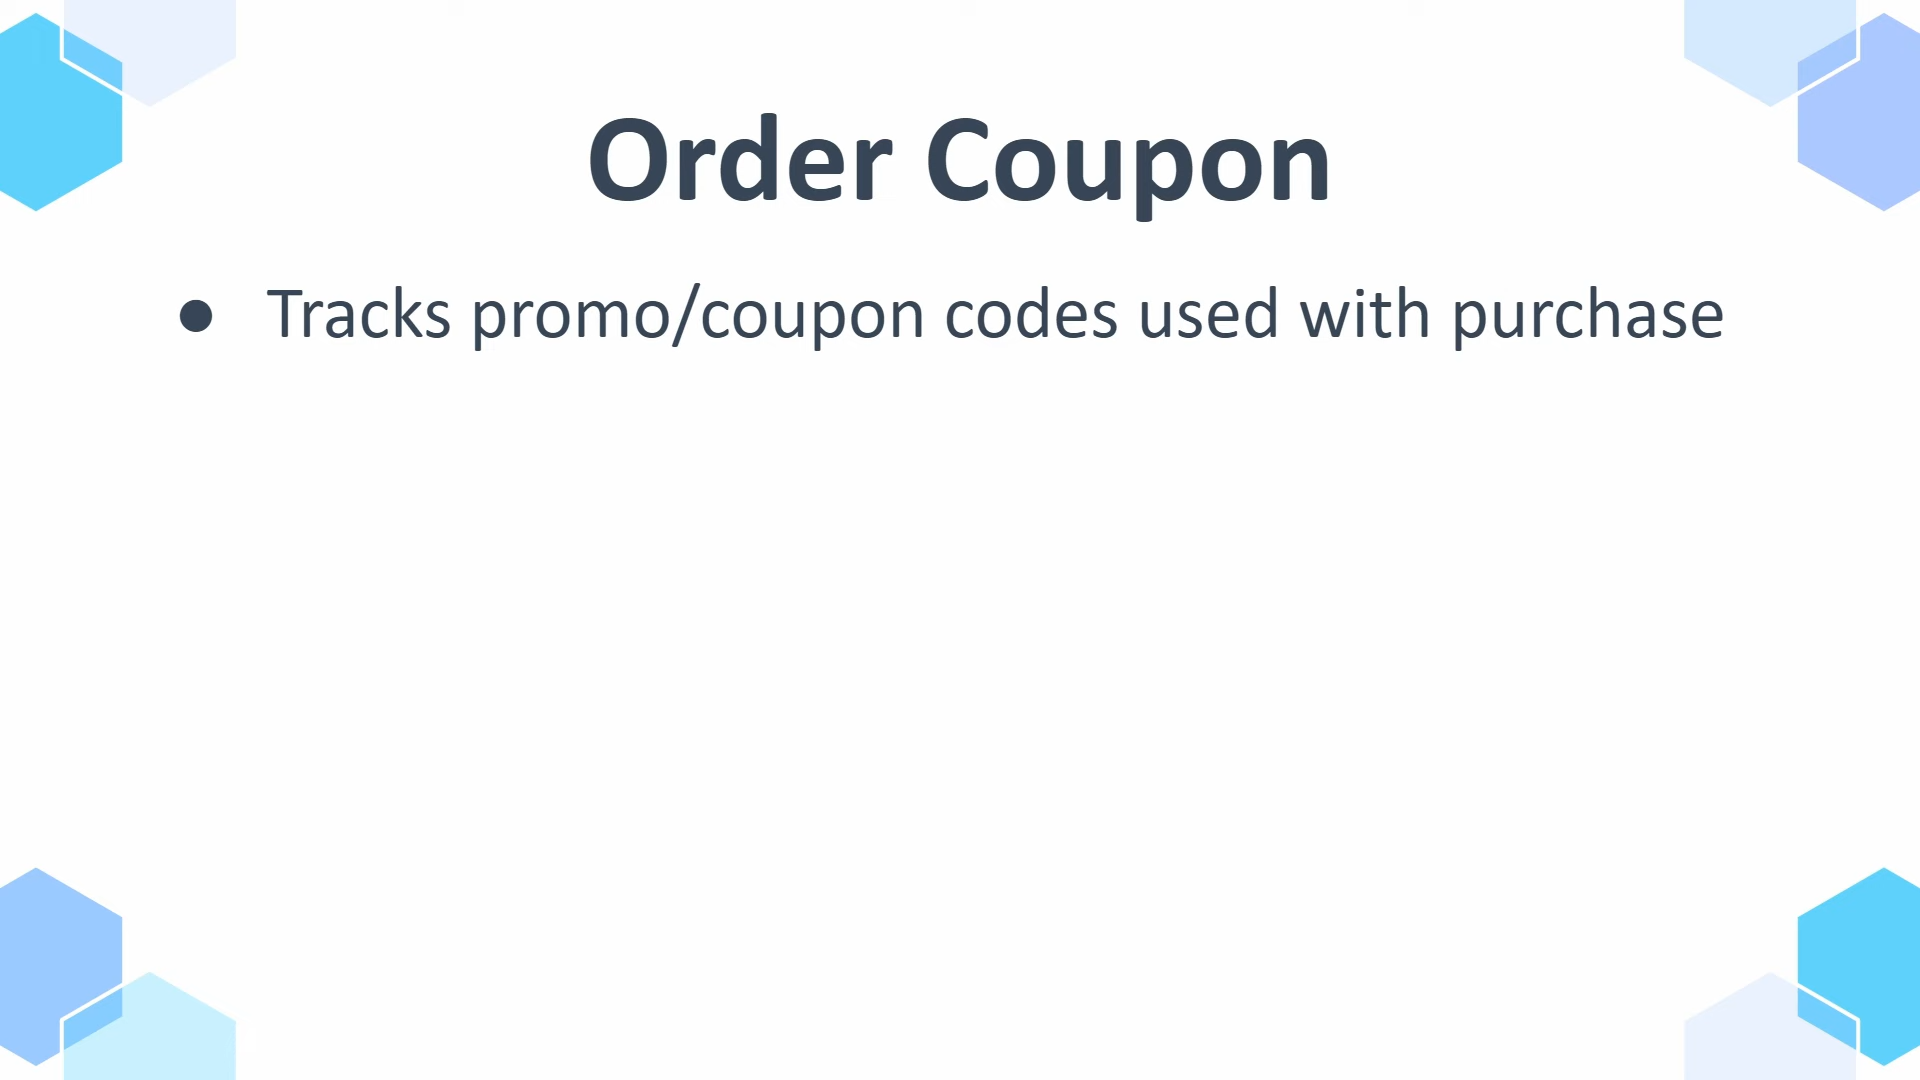 Order Coupon
● Tracks promo/coupon codes used with purchase